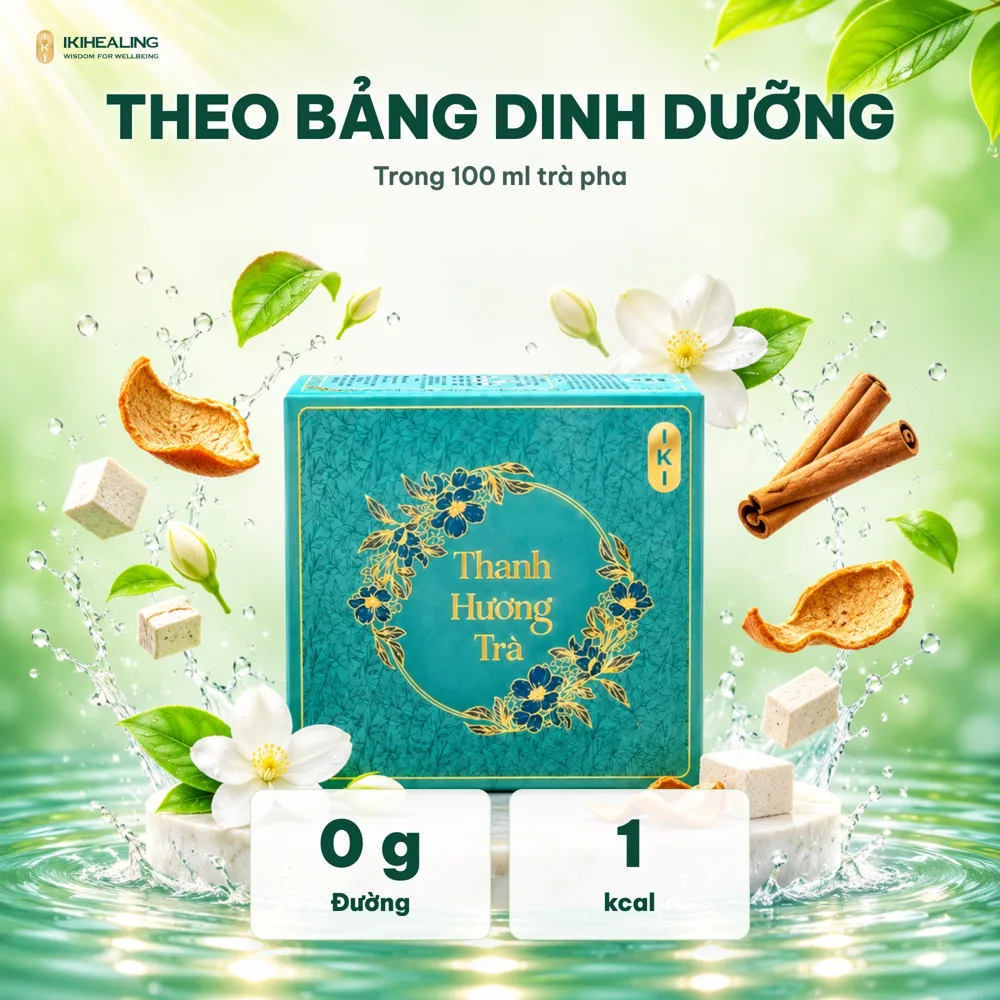 IKIHEALING
WISDOM FOR WELLBEING
THEO BẢNG DINH DƯỠNG
Trong 100 ml trà pha
IKI
Thanh
Hương
Trà
0 g
Đường
1
kcal